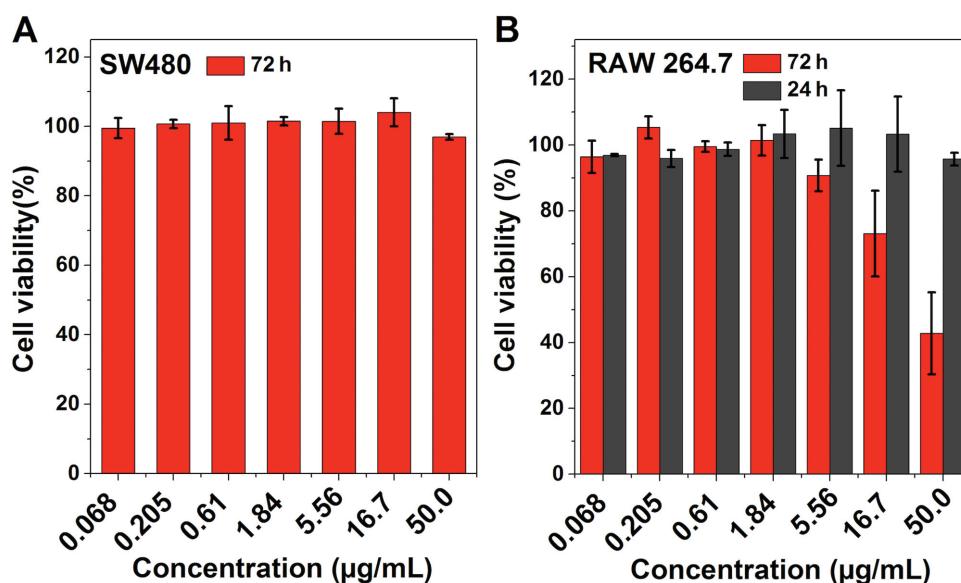 A
SW480
72 h
120
100
80
60
40
20
0
Cell viability(%)
0.068
0.205
0.61
1.84
5.56
16.7
50.0
Concentration (µg/mL)
B
RAW 264.7
72 h
24 h
120
100
80
60
40
20
0
Cell viability (%)
0.068
0.205
0.61
1.84
5.56
16.7
50.0
Concentration (µg/mL)